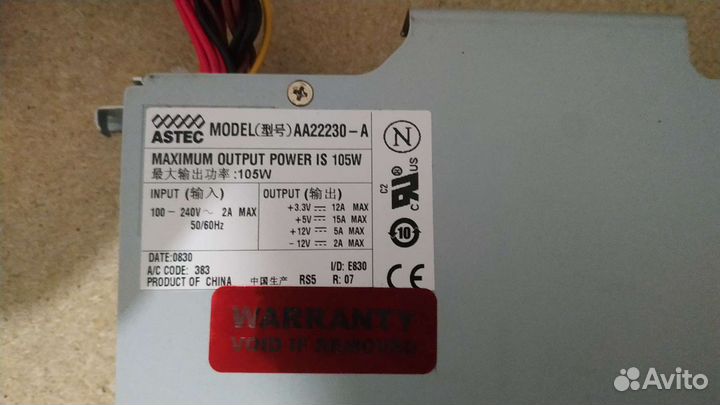 ASTEC MODEL(型号)AA22230-A
MAXIMUM OUTPUT POWER IS 105W
最大输出功率:105W
INPUT (输入)
100 - 240V ~ 2A MAX
50/60Hz
OUTPUT (输出)
+3.3V ⎓ 12A MAX
+5V ⎓ 15A MAX
+12V ⎓ 5A MAX
-12V ⎓ 2A MAX
DATE:0830
A/C CODE: 383 I/D: E830
PRODUCT OF CHINA 中国生产 RS5 R: 07
N
C UR US
10
CE
WARRANTY
VOID IF REMOVED
Avito